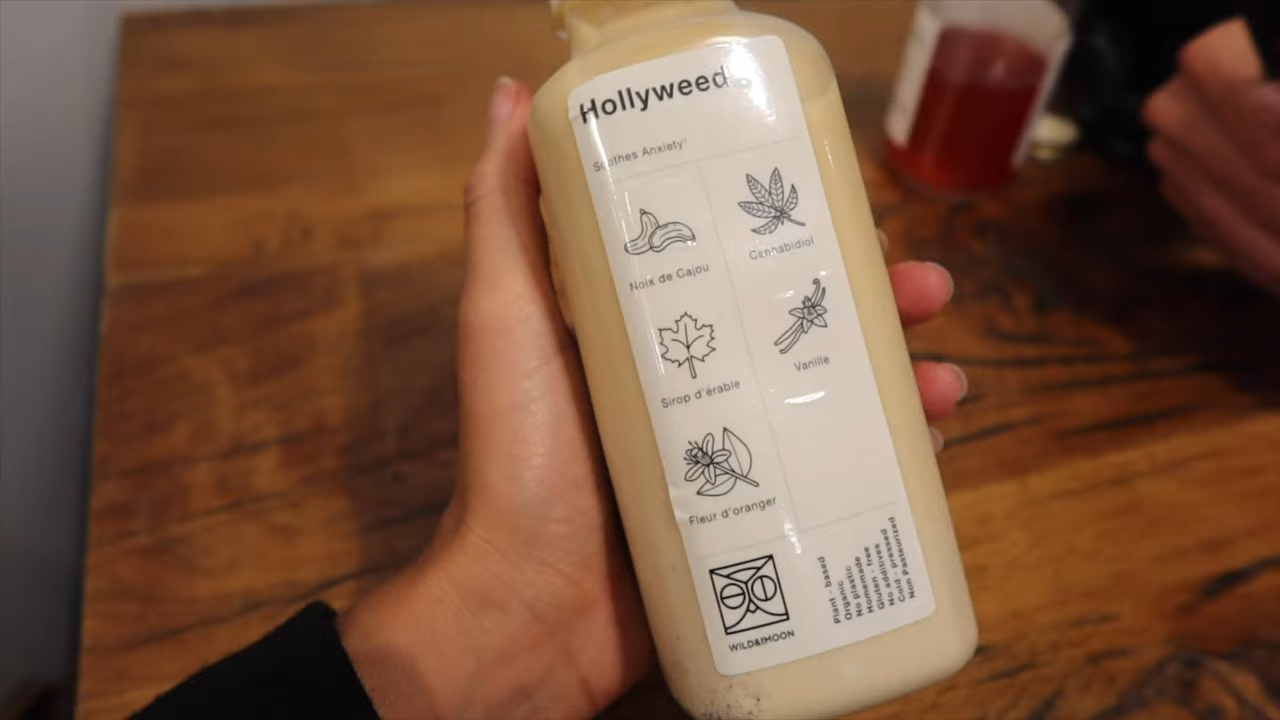 Hollyweed
Soothes Anxiety*
Noix de Cajou
Cannabidiol
Sirop d'érable
Vanille
Fleur d'oranger
WILD&THEMOON
Plant - based
Organic
No plastic
Homemade
Gluten - free
No additives
Cold - pressed
Non Pasteurized